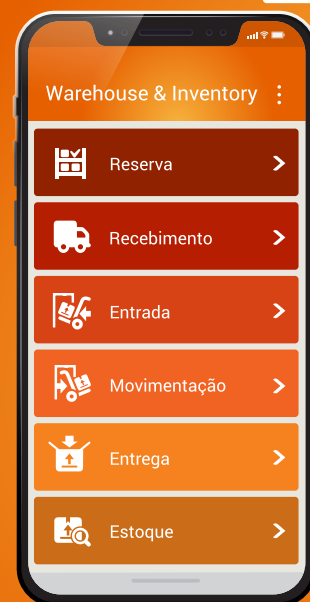 Warehouse & Inventory
Reserva
Recebimento
Entrada
Movimentação
Entrega
Estoque